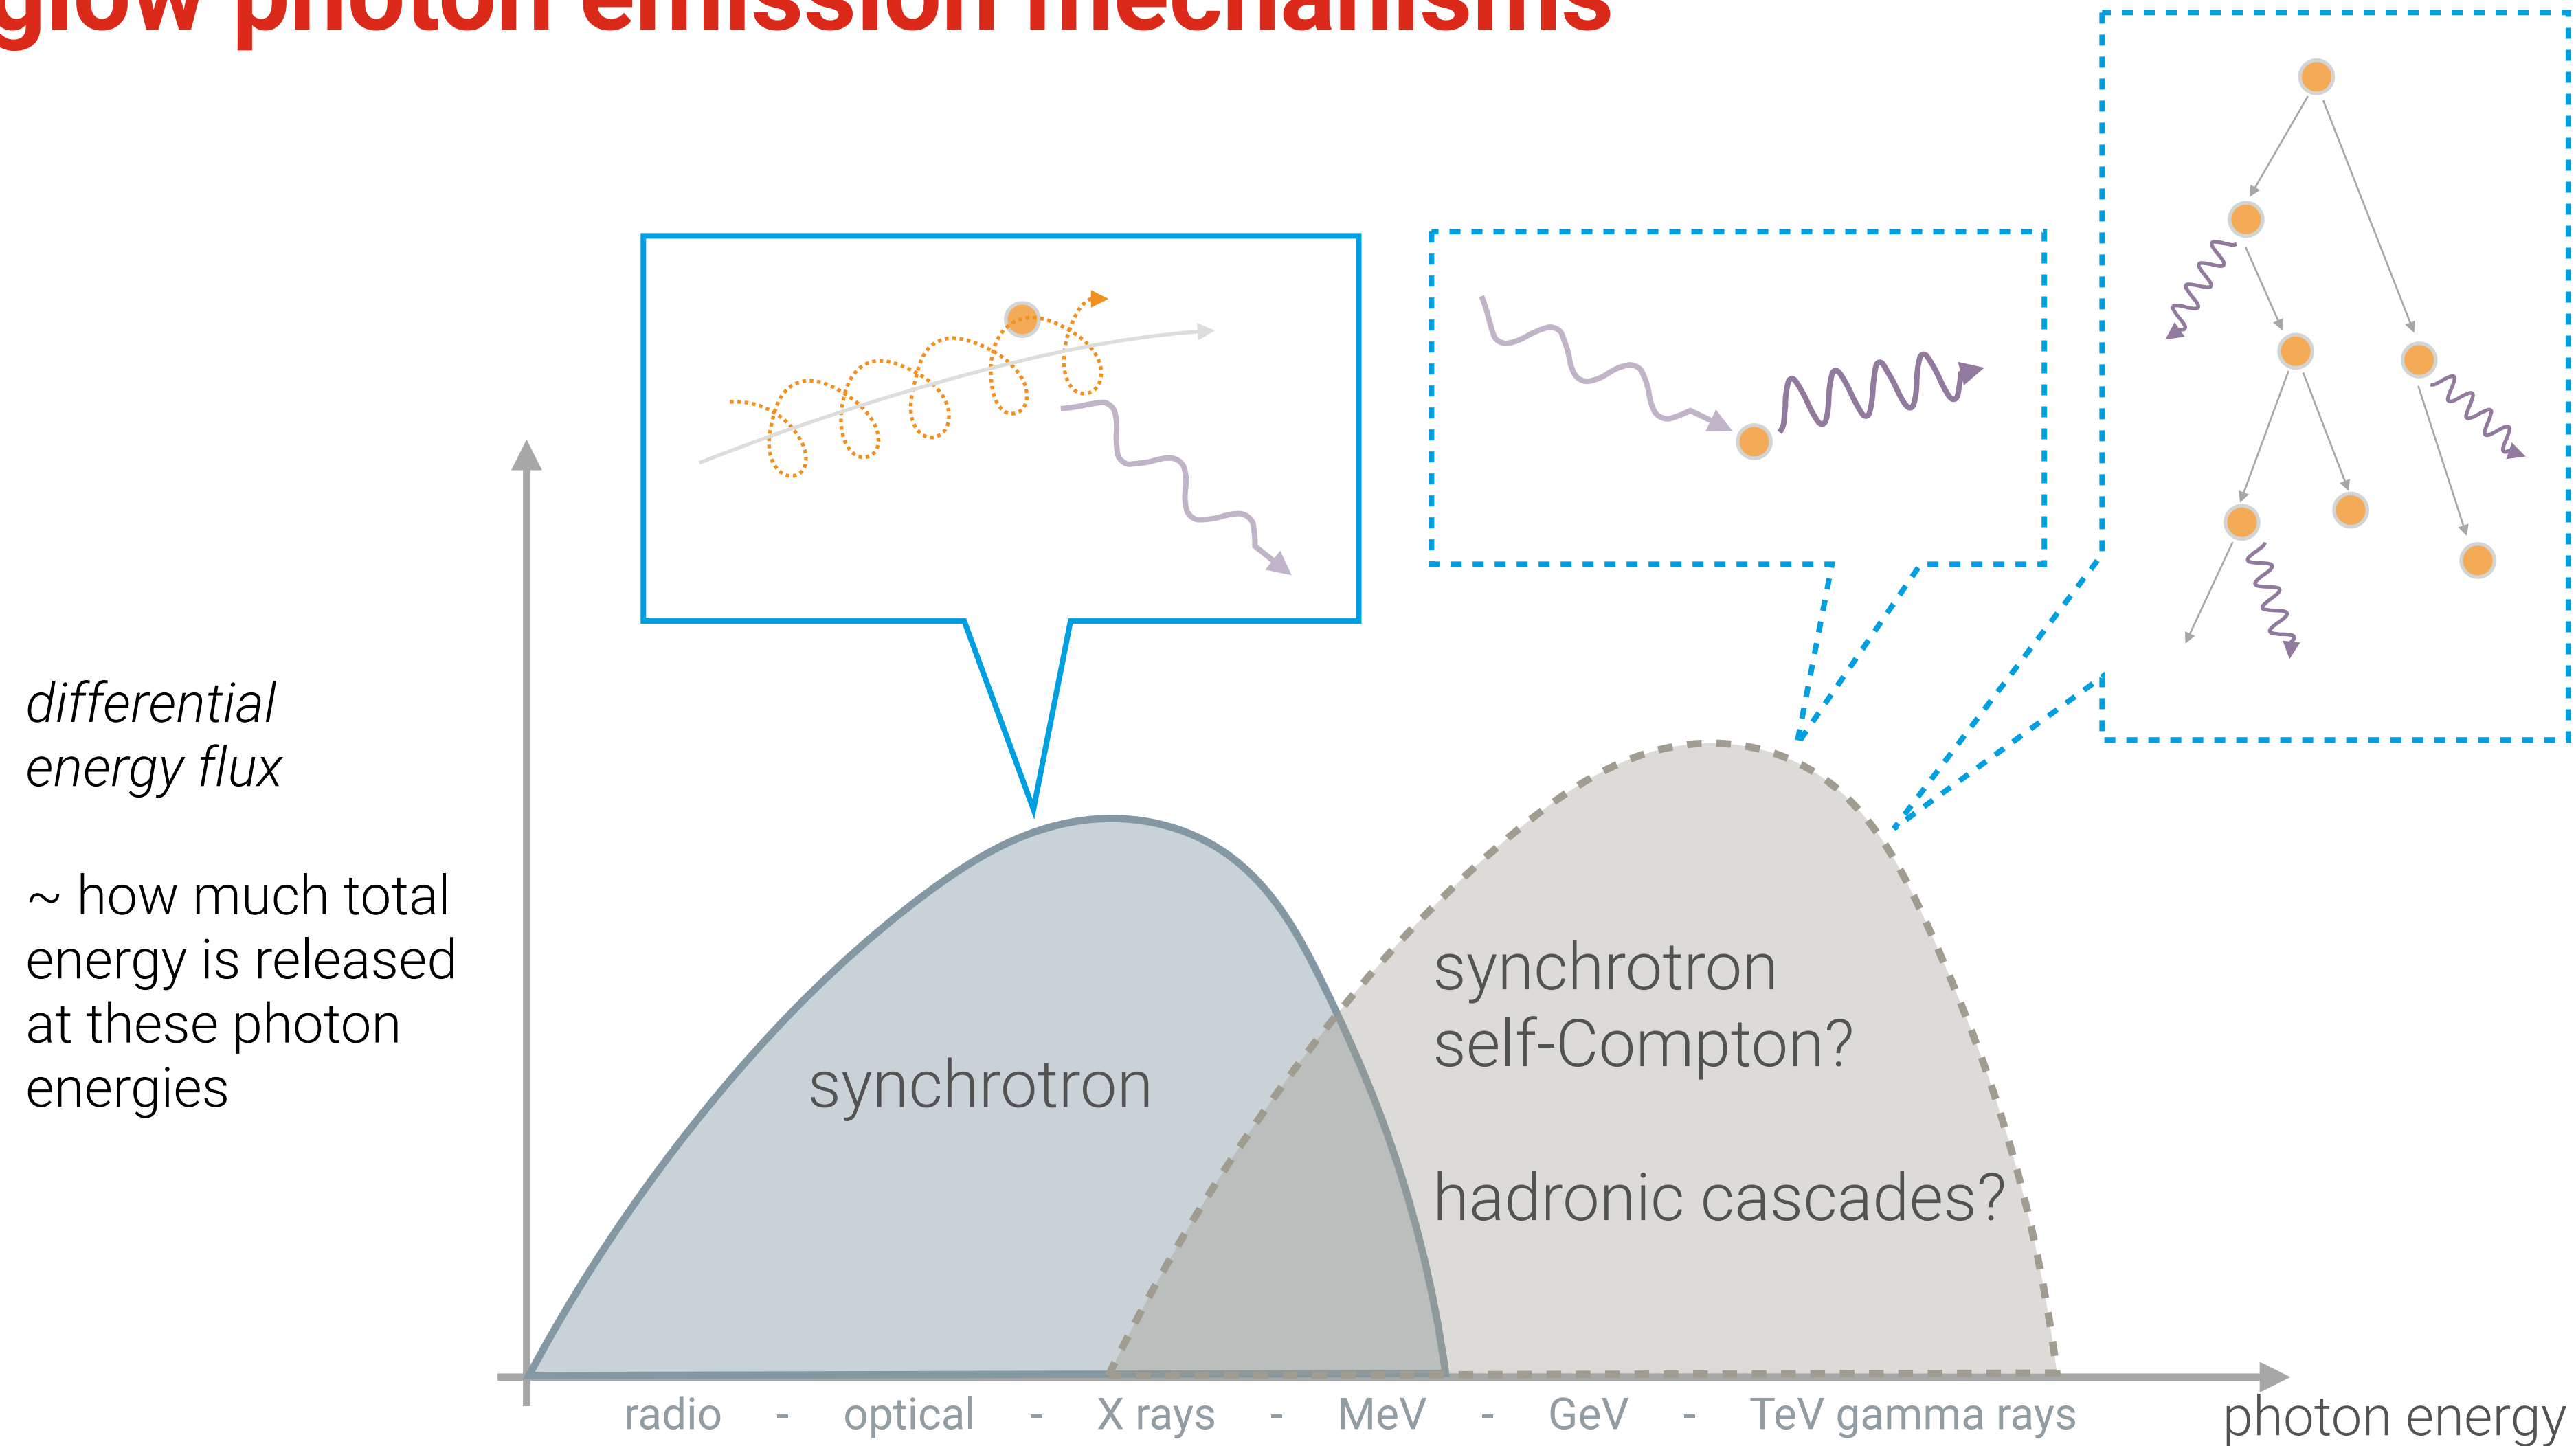 glow photon emission mechanisms
differential
energy flux
~ how much total
energy is released
at these photon
energies
synchrotron
synchrotron
self-Compton?
hadronic cascades?
radio - optical - X rays - MeV - GeV - TeV gamma rays
photon energy